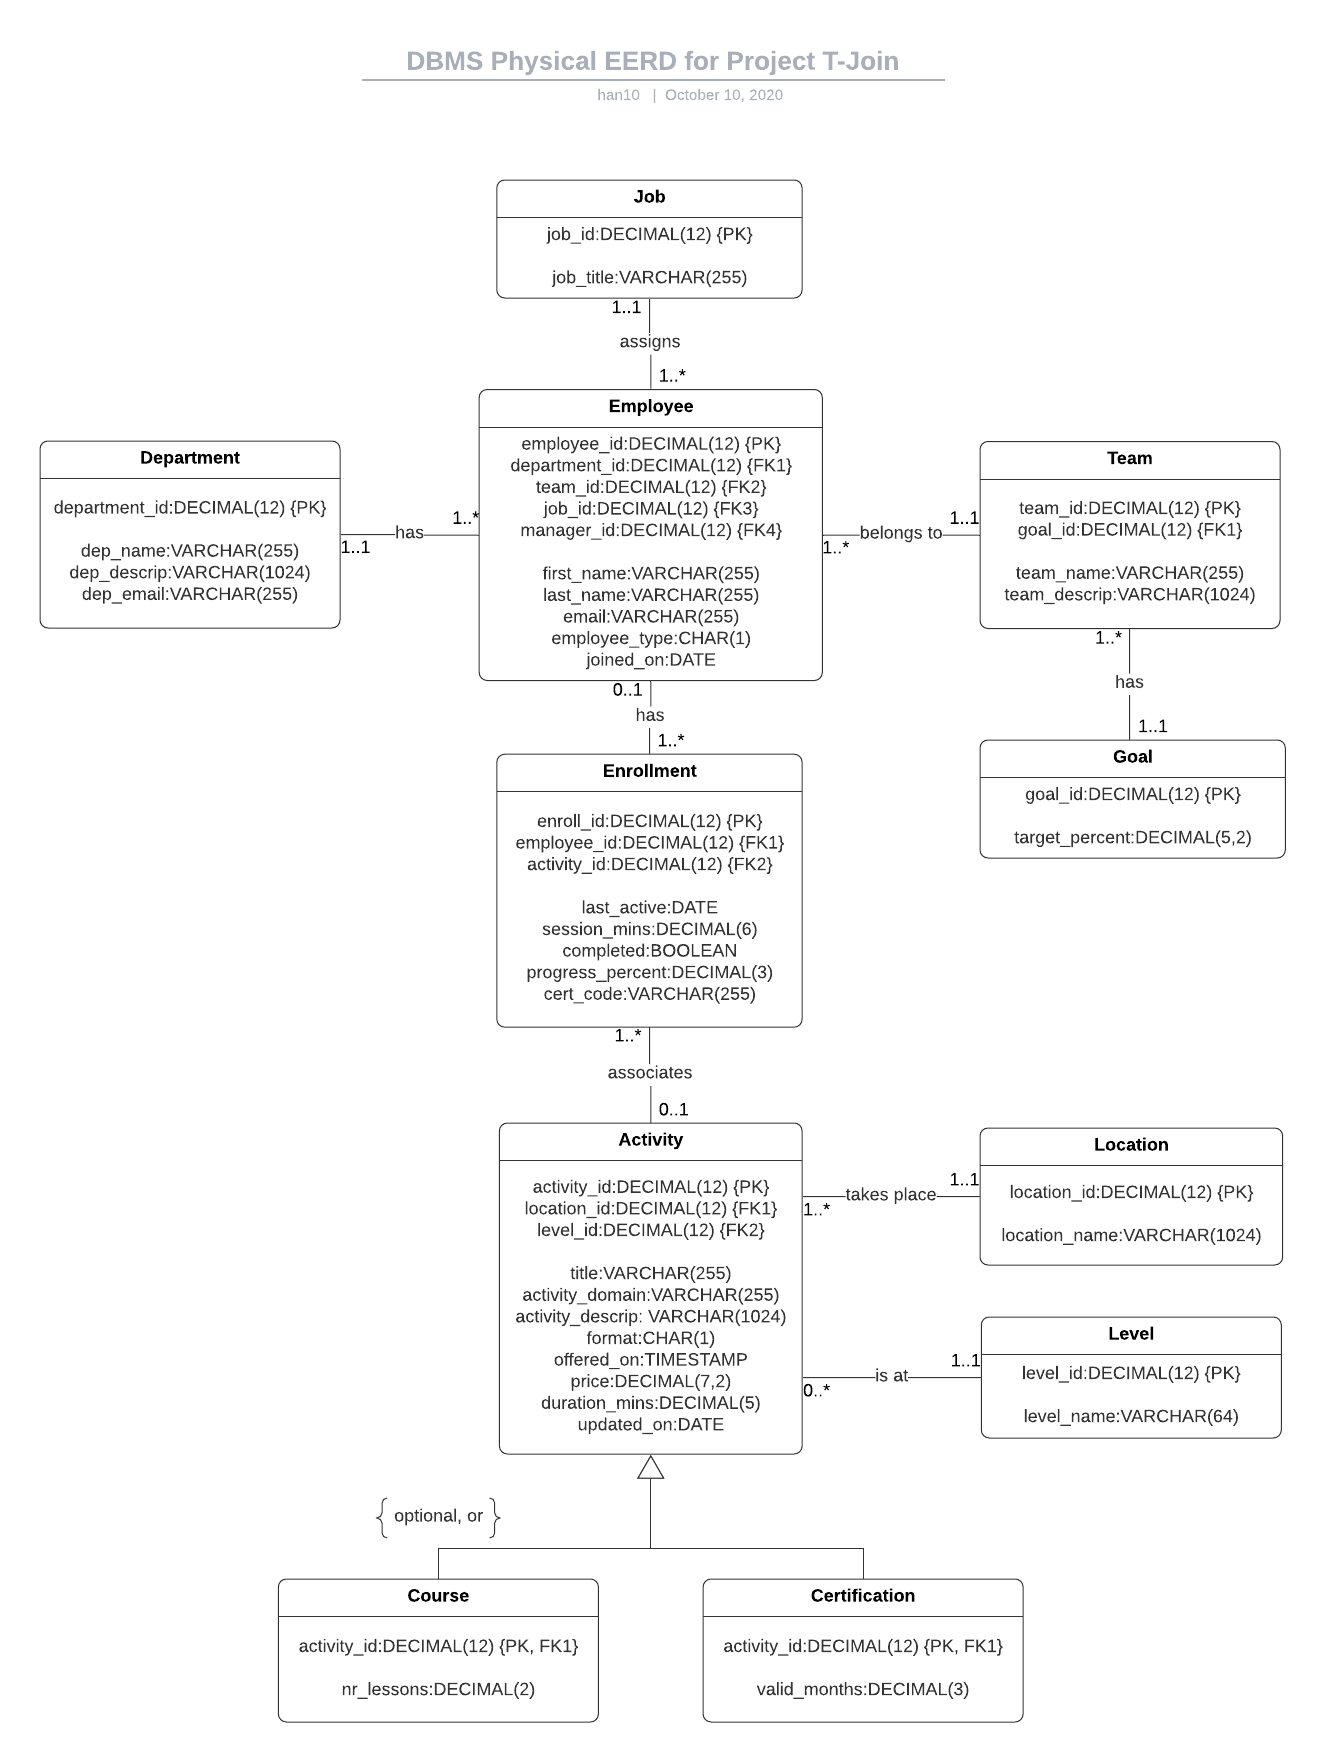 DBMS Physical EERD for Project T-Join
han10 | October 10, 2020
Job
job_id:DECIMAL(12) {PK}
job_title:VARCHAR(255)
1..1
assigns
1..*
Employee
employee_id:DECIMAL(12) {PK}
department_id:DECIMAL(12) {FK1}
team_id:DECIMAL(12) {FK2}
job_id:DECIMAL(12) {FK3}
manager_id:DECIMAL(12) {FK4}
first_name:VARCHAR(255)
last_name:VARCHAR(255)
email:VARCHAR(255)
employee_type:CHAR(1)
joined_on:DATE
Department
department_id:DECIMAL(12) {PK}
dep_name:VARCHAR(255)
dep_descrip:VARCHAR(1024)
dep_email:VARCHAR(255)
1..1
has
1..*
1..*
belongs to
1..1
Team
team_id:DECIMAL(12) {PK}
goal_id:DECIMAL(12) {FK1}
team_name:VARCHAR(255)
team_descrip:VARCHAR(1024)
1..*
has
1..1
Goal
goal_id:DECIMAL(12) {PK}
target_percent:DECIMAL(5,2)
0..1
has
1..*
Enrollment
enroll_id:DECIMAL(12) {PK}
employee_id:DECIMAL(12) {FK1}
activity_id:DECIMAL(12) {FK2}
last_active:DATE
session_mins:DECIMAL(6)
completed:BOOLEAN
progress_percent:DECIMAL(3)
cert_code:VARCHAR(255)
1..*
associates
0..1
Activity
activity_id:DECIMAL(12) {PK}
location_id:DECIMAL(12) {FK1}
level_id:DECIMAL(12) {FK2}
title:VARCHAR(255)
activity_domain:VARCHAR(255)
activity_descrip: VARCHAR(1024)
format:CHAR(1)
offered_on:TIMESTAMP
price:DECIMAL(7,2)
duration_mins:DECIMAL(5)
updated_on:DATE
1..*
takes place
1..1
Location
location_id:DECIMAL(12) {PK}
location_name:VARCHAR(1024)
0..*
is at
1..1
Level
level_id:DECIMAL(12) {PK}
level_name:VARCHAR(64)
{ optional, or }
Course
activity_id:DECIMAL(12) {PK, FK1}
nr_lessons:DECIMAL(2)
Certification
activity_id:DECIMAL(12) {PK, FK1}
valid_months:DECIMAL(3)